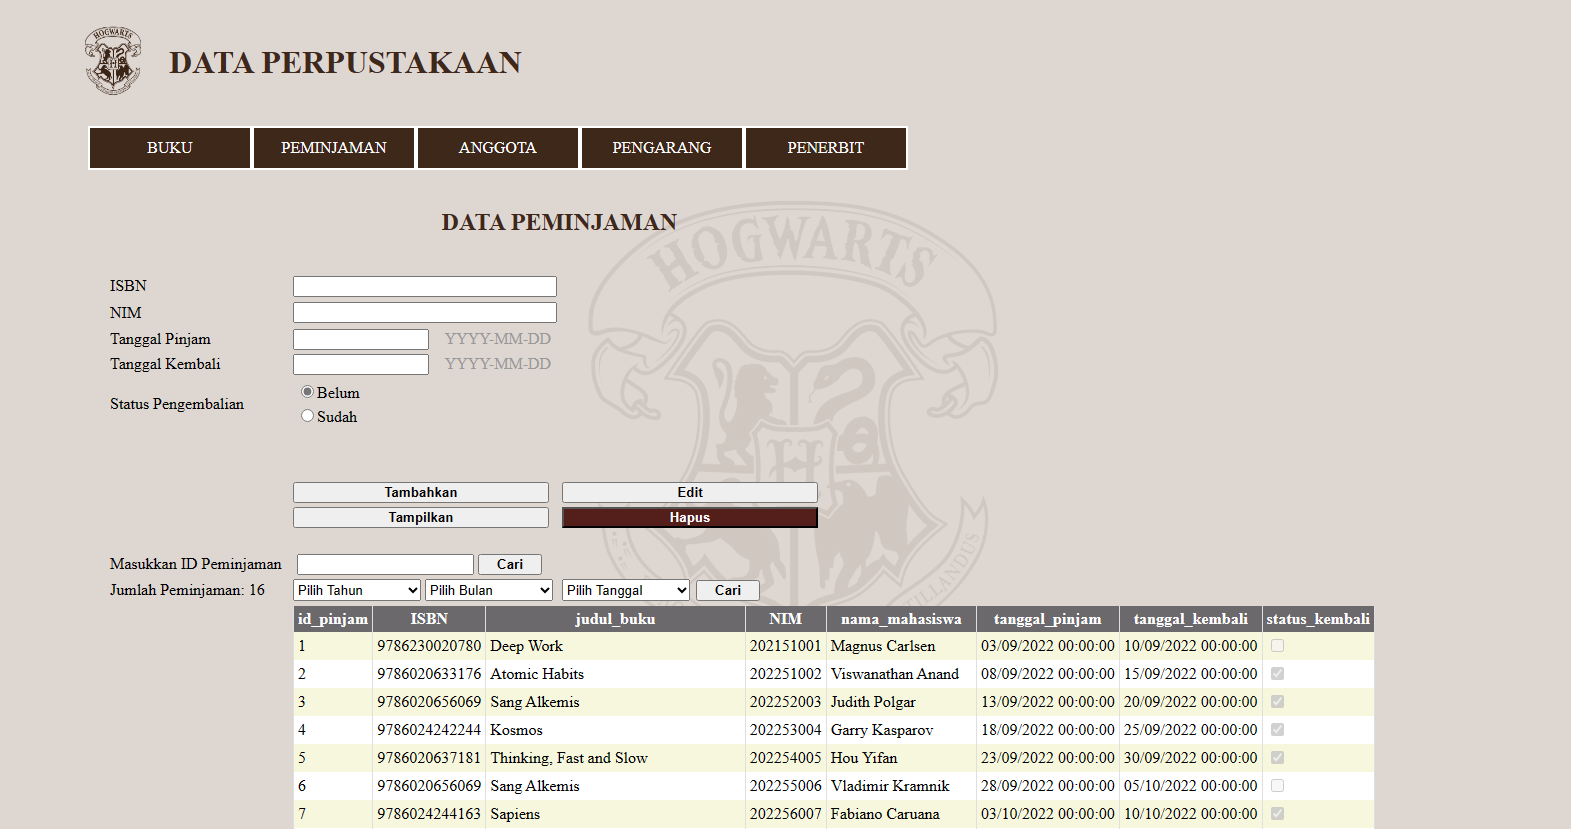 HOGWARTS
DATA PERPUSTAKAAN
BUKU PEMINJAMAN ANGGOTA PENGARANG PENERBIT
DATA PEMINJAMAN
HOGWARTS
ISBN
NIM
Tanggal Pinjam YYYY-MM-DD
Tanggal Kembali YYYY-MM-DD
Status Pengembalian
Belum
Sudah
Tambahkan Edit
Tampilkan Hapus
Masukkan ID Peminjaman Cari
Jumlah Peminjaman: 16 Pilih Tahun Pilih Bulan Pilih Tanggal Cari
TILLANDUS
id_pinjam ISBN judul_buku NIM nama_mahasiswa tanggal_pinjam tanggal_kembali status_kembali
1 9786230020780 Deep Work 202151001 Magnus Carlsen 03/09/2022 00:00:00 10/09/2022 00:00:00
2 9786020633176 Atomic Habits 202251002 Viswanathan Anand 08/09/2022 00:00:00 15/09/2022 00:00:00
3 9786020656069 Sang Alkemis 202252003 Judith Polgar 13/09/2022 00:00:00 20/09/2022 00:00:00
4 9786024242244 Kosmos 202253004 Garry Kasparov 18/09/2022 00:00:00 25/09/2022 00:00:00
5 9786020637181 Thinking, Fast and Slow 202254005 Hou Yifan 23/09/2022 00:00:00 30/09/2022 00:00:00
6 9786020656069 Sang Alkemis 202255006 Vladimir Kramnik 28/09/2022 00:00:00 05/10/2022 00:00:00
7 9786024244163 Sapiens 202256007 Fabiano Caruana 03/10/2022 00:00:00 10/10/2022 00:00:00